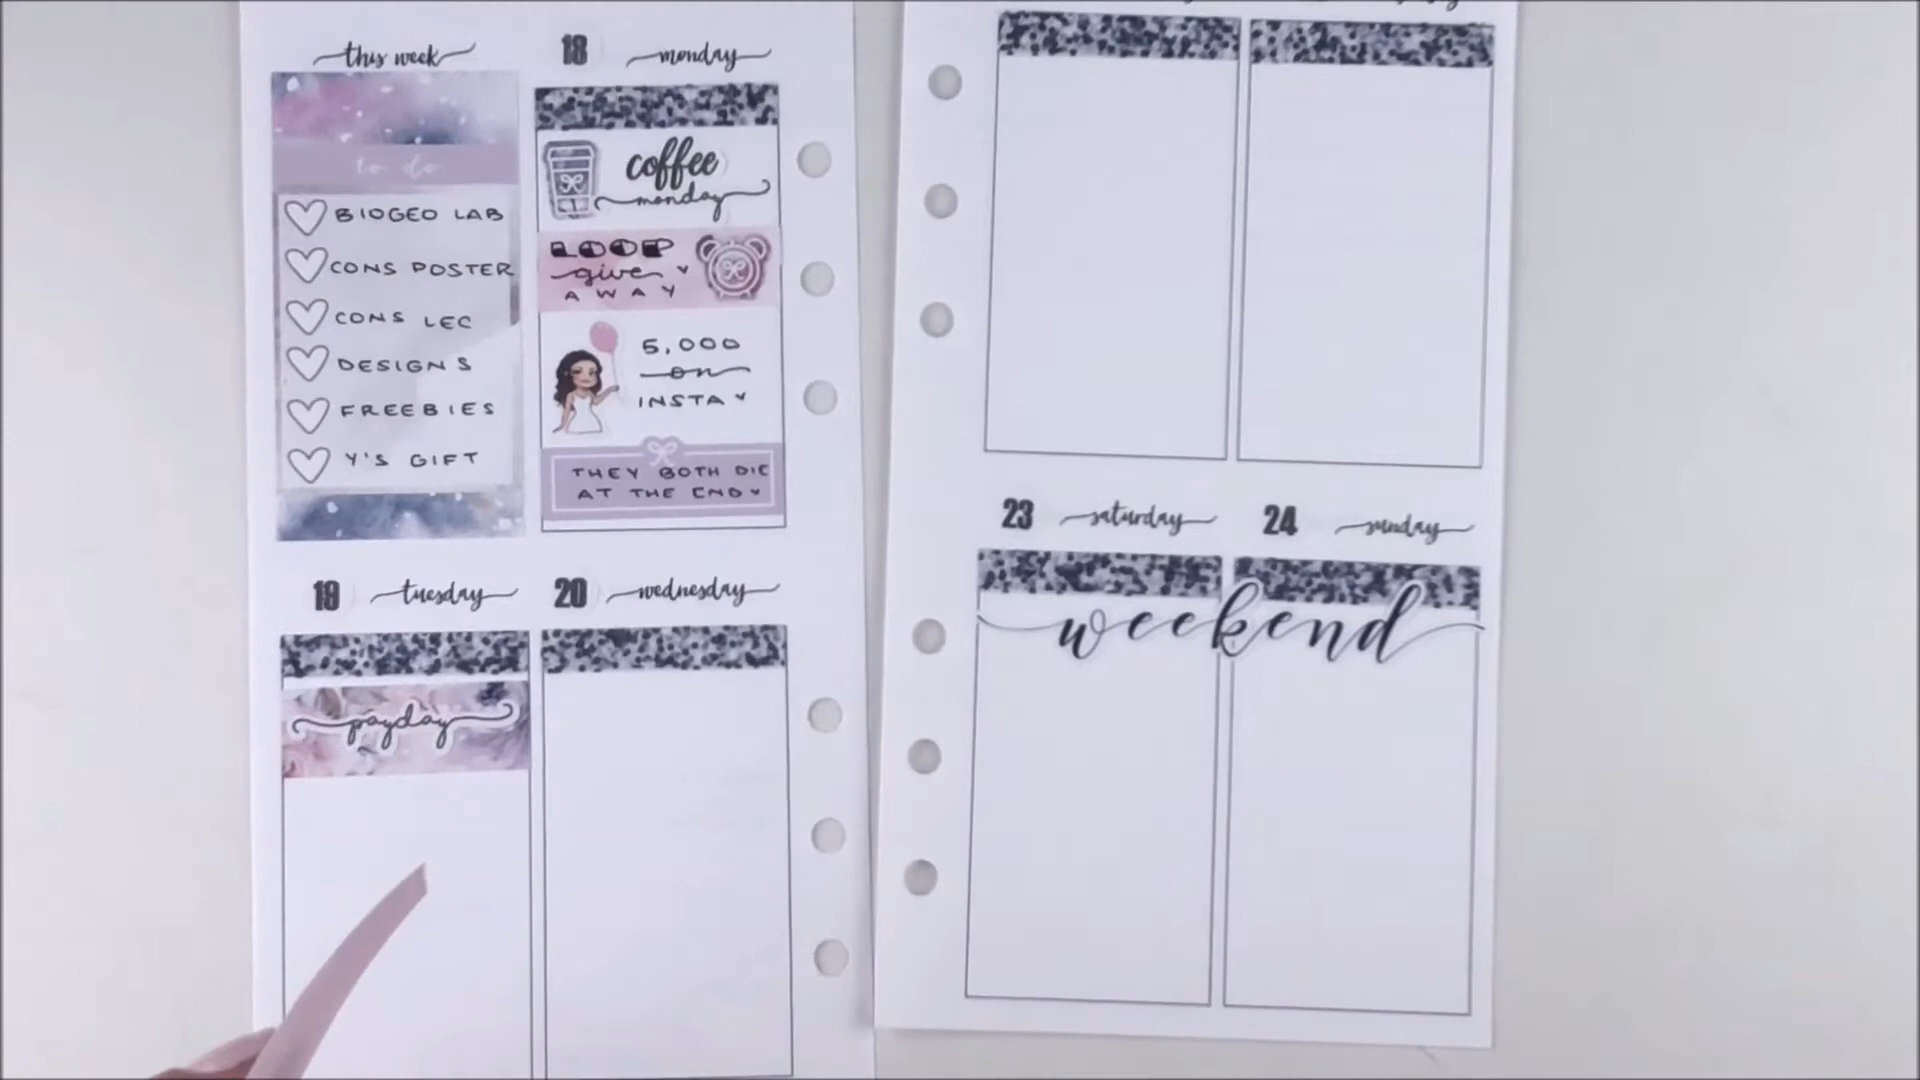 this week
to do
BIOGEO LAB
CONS POSTER
CONS LEC
DESIGNS
FREEBIES
Y'S GIFT
18 monday
coffee
monday
LOOP
give
AWAY
5,000
on
INSTA
THEY BOTH DIE
AT THE END
19 tuesday
payday
20 wednesday
23 saturday
24 sunday
weekend